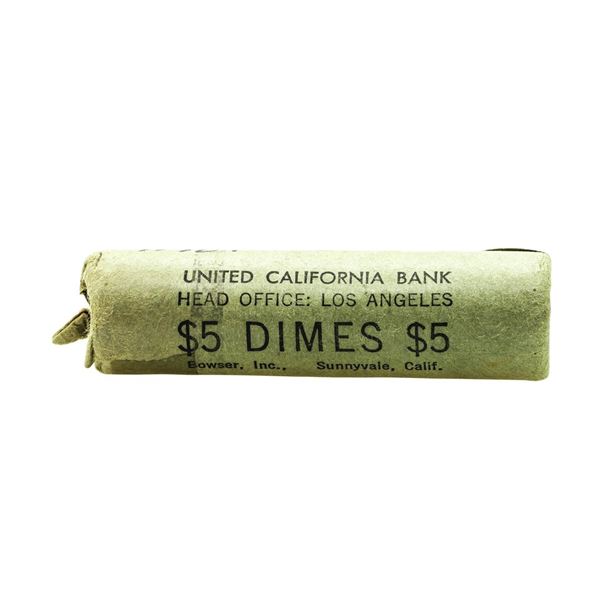 UNITED CALIFORNIA BANK
HEAD OFFICE: LOS ANGELES
$5 DIMES $5
Bowser, Inc., Sunnyvale, Calif.